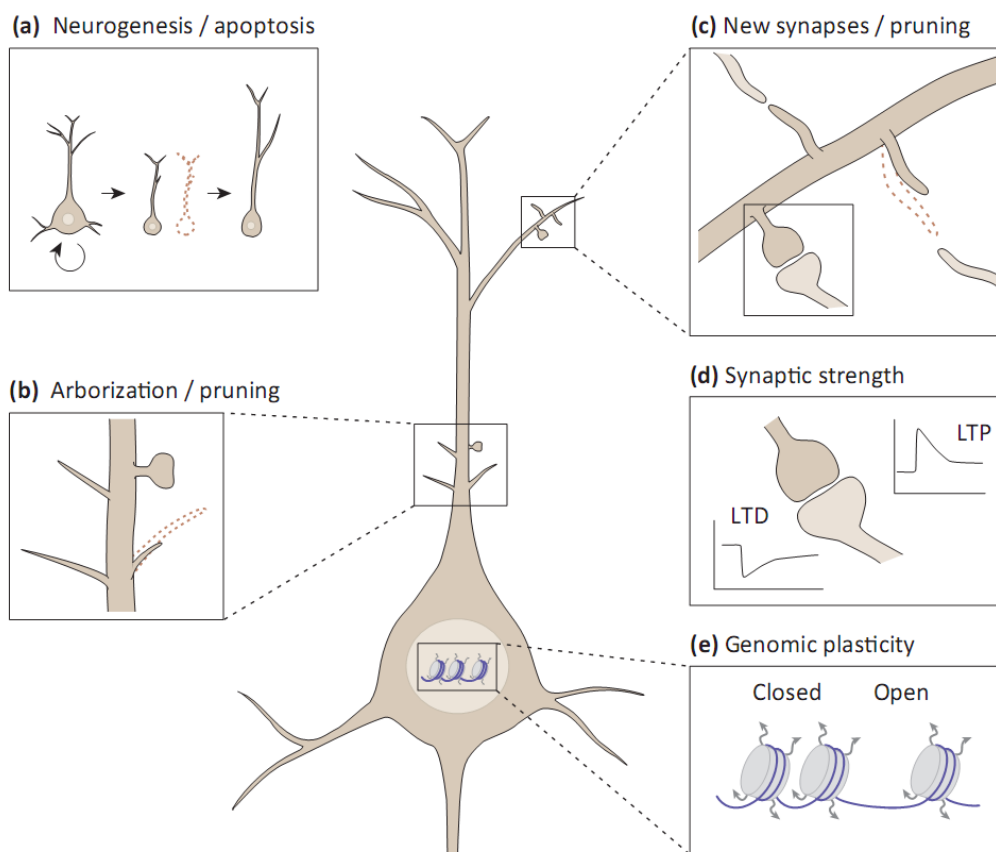 (a) Neurogenesis / apoptosis
(c) New synapses / pruning
(b) Arborization / pruning
(d) Synaptic strength
LTP
LTD
(e) Genomic plasticity
Closed Open